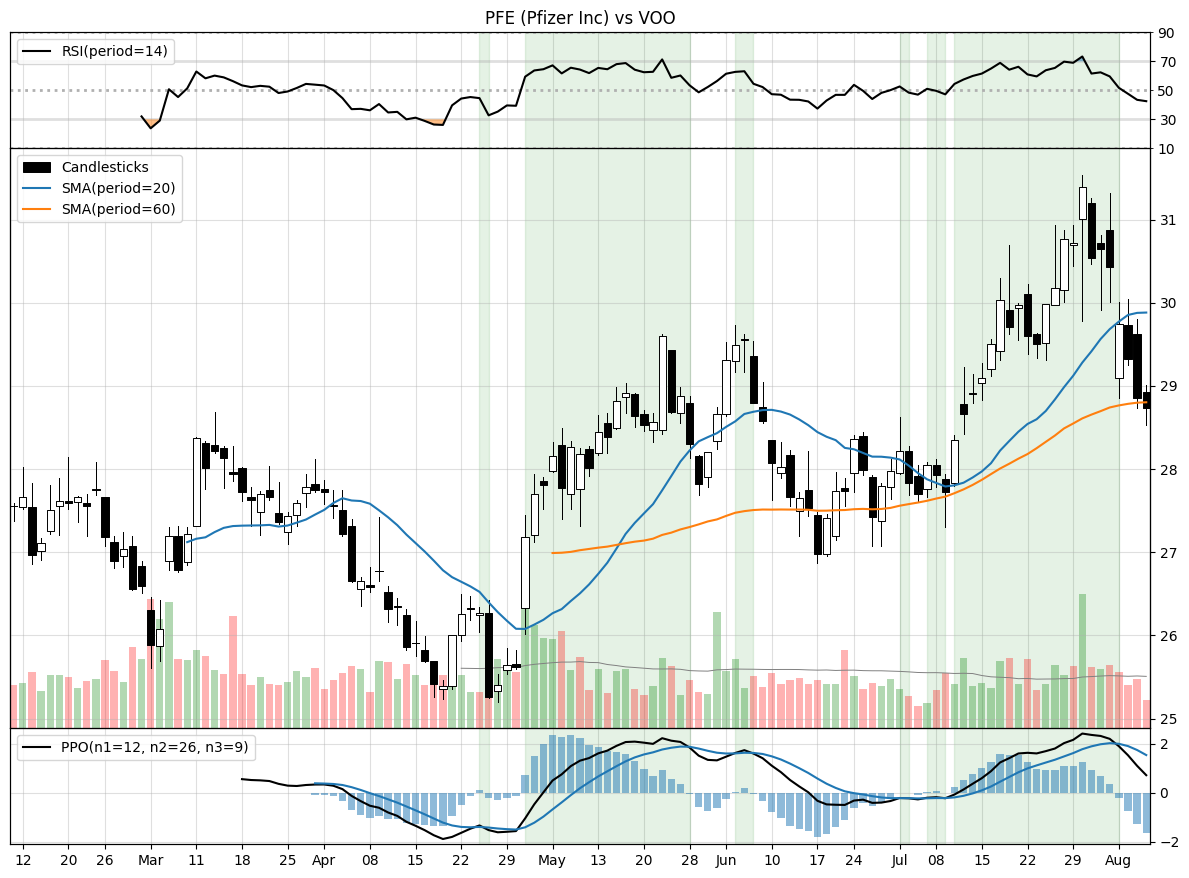 PFE (Pfizer Inc) vs VOO
RSI(period=14)
90
70
50
30
10
Candlesticks
SMA(period=20)
SMA(period=60)
31
30
29
28
27
26
25
PPO(n1=12, n2=26, n3=9)
2
0
−2
12 20 26 Mar 11 18 25 Apr 08 15 22 29 May 13 20 28 Jun 10 17 24 Jul 08 15 22 29 Aug